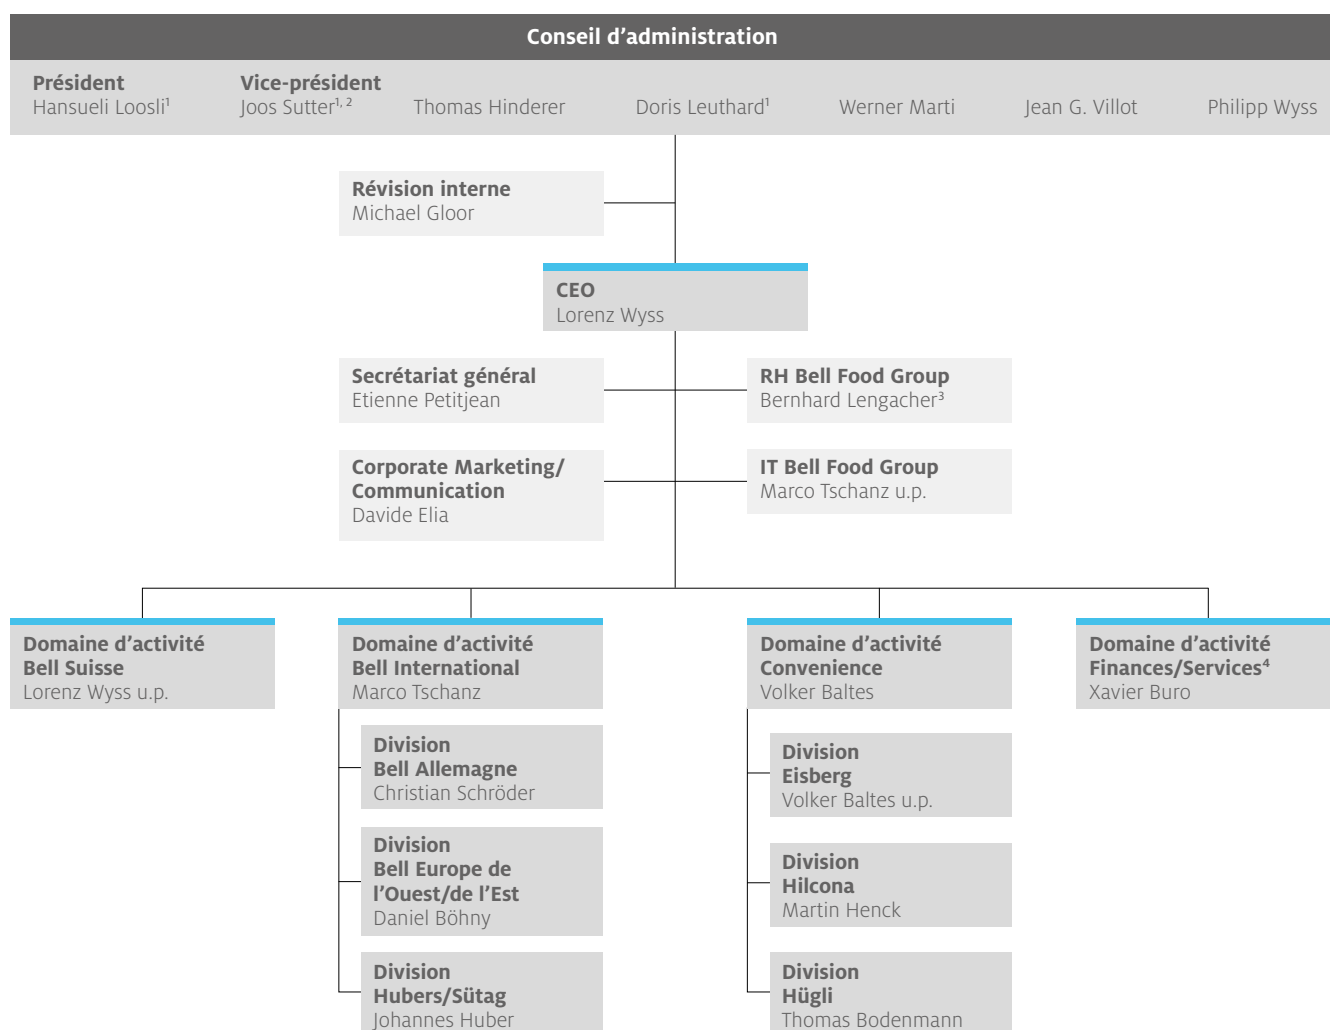 Conseil d’administration
Président
Hansueli Loosli¹
Vice-président
Joos Sutter¹, ²
Thomas Hinderer
Doris Leuthard¹
Werner Marti
Jean G. Villot
Philipp Wyss
Révision interne
Michael Gloor
CEO
Lorenz Wyss
Secrétariat général
Etienne Petitjean
RH Bell Food Group
Bernhard Lengacher³
Corporate Marketing/
Communication
Davide Elia
IT Bell Food Group
Marco Tschanz u.p.
Domaine d’activité
Bell Suisse
Lorenz Wyss u.p.
Domaine d’activité
Bell International
Marco Tschanz
Division
Bell Allemagne
Christian Schröder
Division
Bell Europe de
l’Ouest/de l’Est
Daniel Böhny
Division
Hubers/Sütag
Johannes Huber
Domaine d’activité
Convenience
Volker Baltes
Division
Eisberg
Volker Baltes u.p.
Division
Hilcona
Martin Henck
Division
Hügli
Thomas Bodenmann
Domaine d’activité
Finances/Services⁴
Xavier Buro